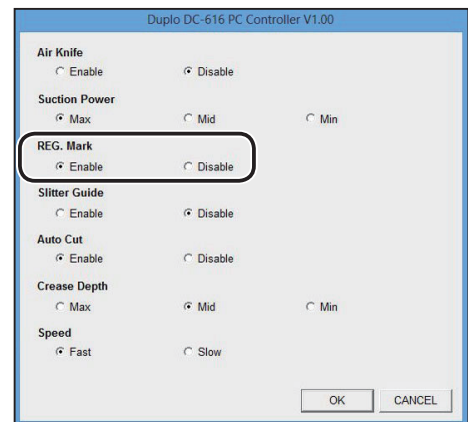 Duplo DC-616 PC Controller V1.00
Air Knife
Enable Disable
Suction Power
Max Mid Min
REG. Mark
Enable Disable
Slitter Guide
Enable Disable
Auto Cut
Enable Disable
Crease Depth
Max Mid Min
Speed
Fast Slow
OK CANCEL